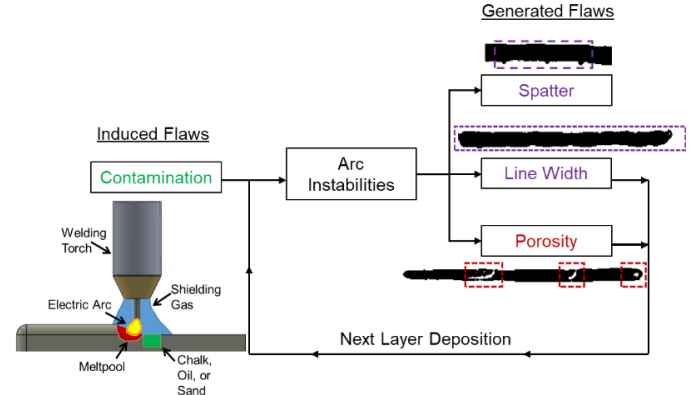 Generated Flaws
Spatter
Induced Flaws
Contamination
Arc
Instabilities
Line Width
Welding
Torch
Porosity
Shielding
Gas
Electric Arc
Meltpool
Chalk,
Oil, or
Sand
Next Layer Deposition